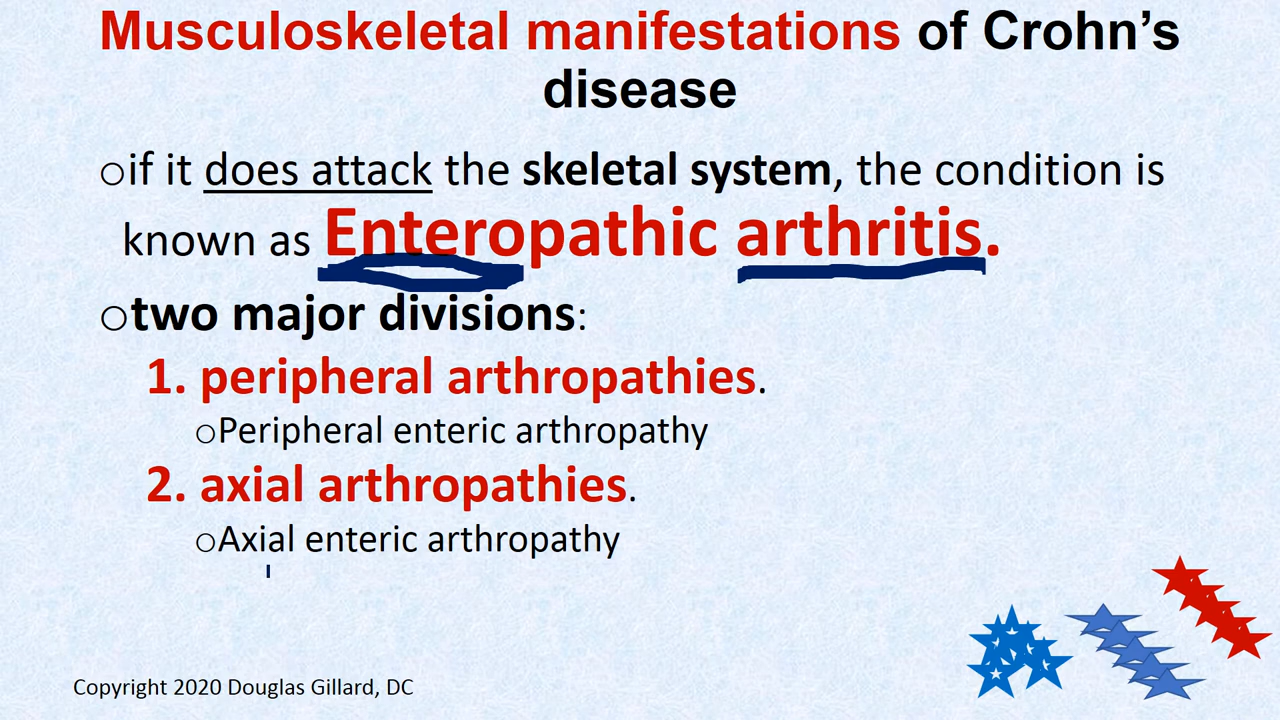 Musculoskeletal manifestations of Crohn’s
disease
○if it does attack the skeletal system, the condition is
known as Enteropathic arthritis.
○two major divisions:
1. peripheral arthropathies.
○Peripheral enteric arthropathy
2. axial arthropathies.
○Axial enteric arthropathy
Copyright 2020 Douglas Gillard, DC